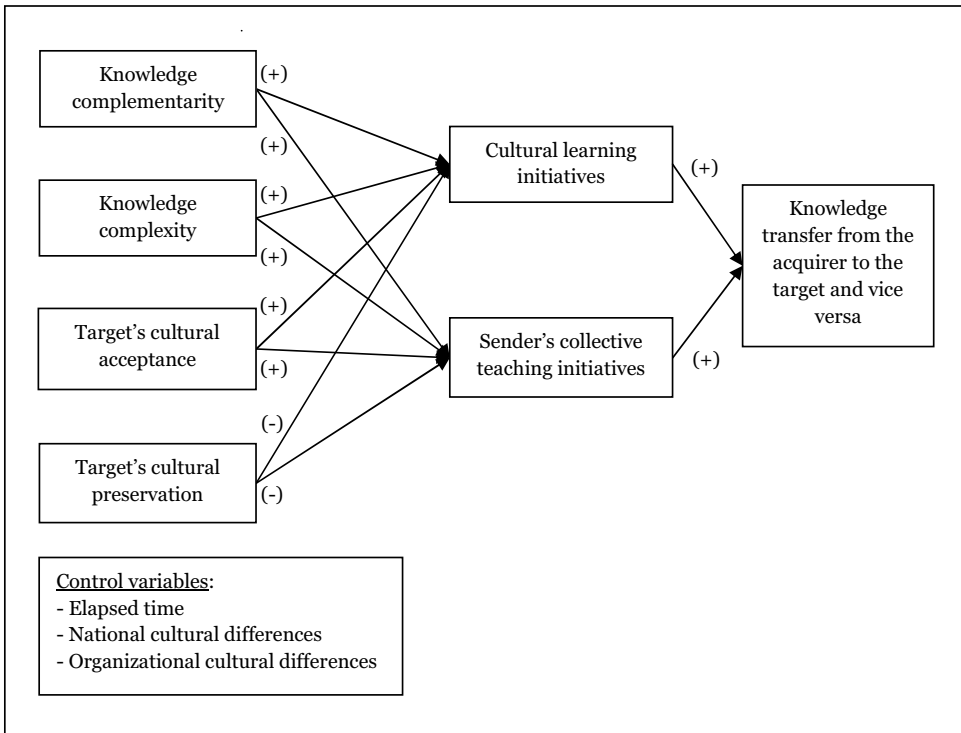 Knowledge
complementarity
(+)
(+)
Knowledge
complexity
(+)
(+)
Target’s cultural
acceptance
(+)
(+)
Target’s cultural
preservation
(-)
(-)
Cultural learning
initiatives
(+)
Sender’s collective
teaching initiatives
(+)
Knowledge
transfer from the
acquirer to the
target and vice
versa
Control variables:
- Elapsed time
- National cultural differences
- Organizational cultural differences